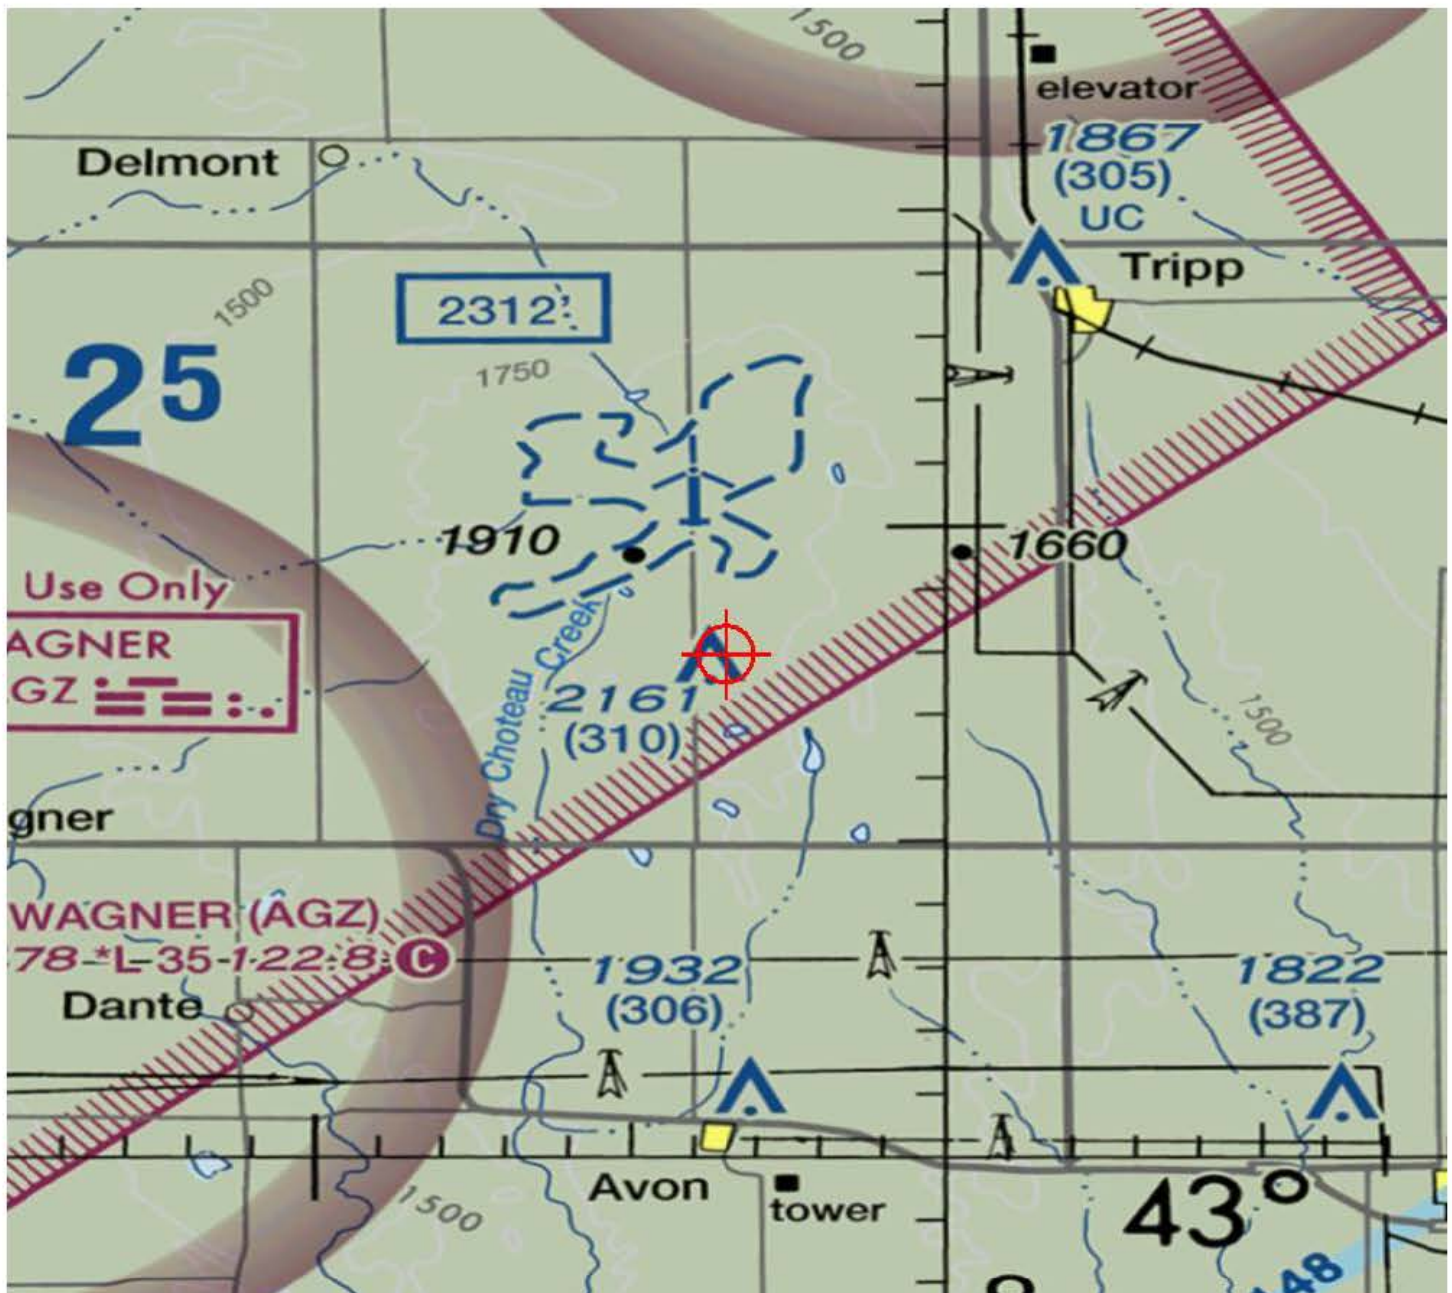 1500
elevator
1867
(305)
UC
Delmont
Tripp
1500
2312'
25
1750
1910
1660
Use Only
AGNER
GZ
Dry Choteau Creek
2161
(310)
1500
gner
WAGNER (AGZ)
78 *L 35 122.8 C
Dante
1932
(306)
1822
(387)
Avon
tower
43°
1500
148